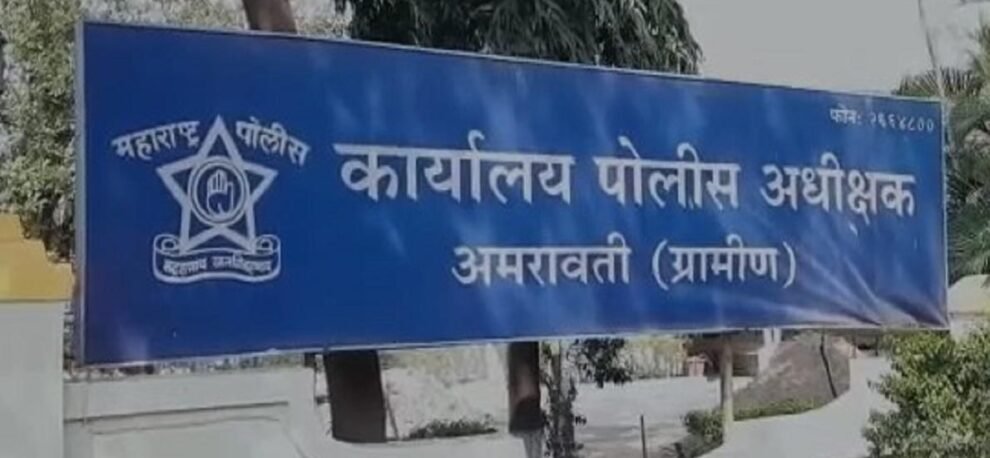 फोन: २६६४८००
महाराष्ट्र पोलीस
कार्यालय पोलीस अधीक्षक
अमरावती (ग्रामीण)